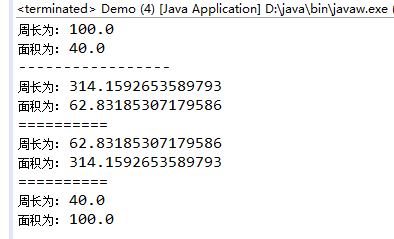 <terminated> Demo (4) [Java Application] D:\java\bin\javaw.exe (
周长为: 100.0
面积为: 40.0
-----------------
周长为: 314.1592653589793
面积为: 62.83185307179586
==========
周长为: 62.83185307179586
面积为: 314.1592653589793
==========
周长为: 40.0
面积为: 100.0